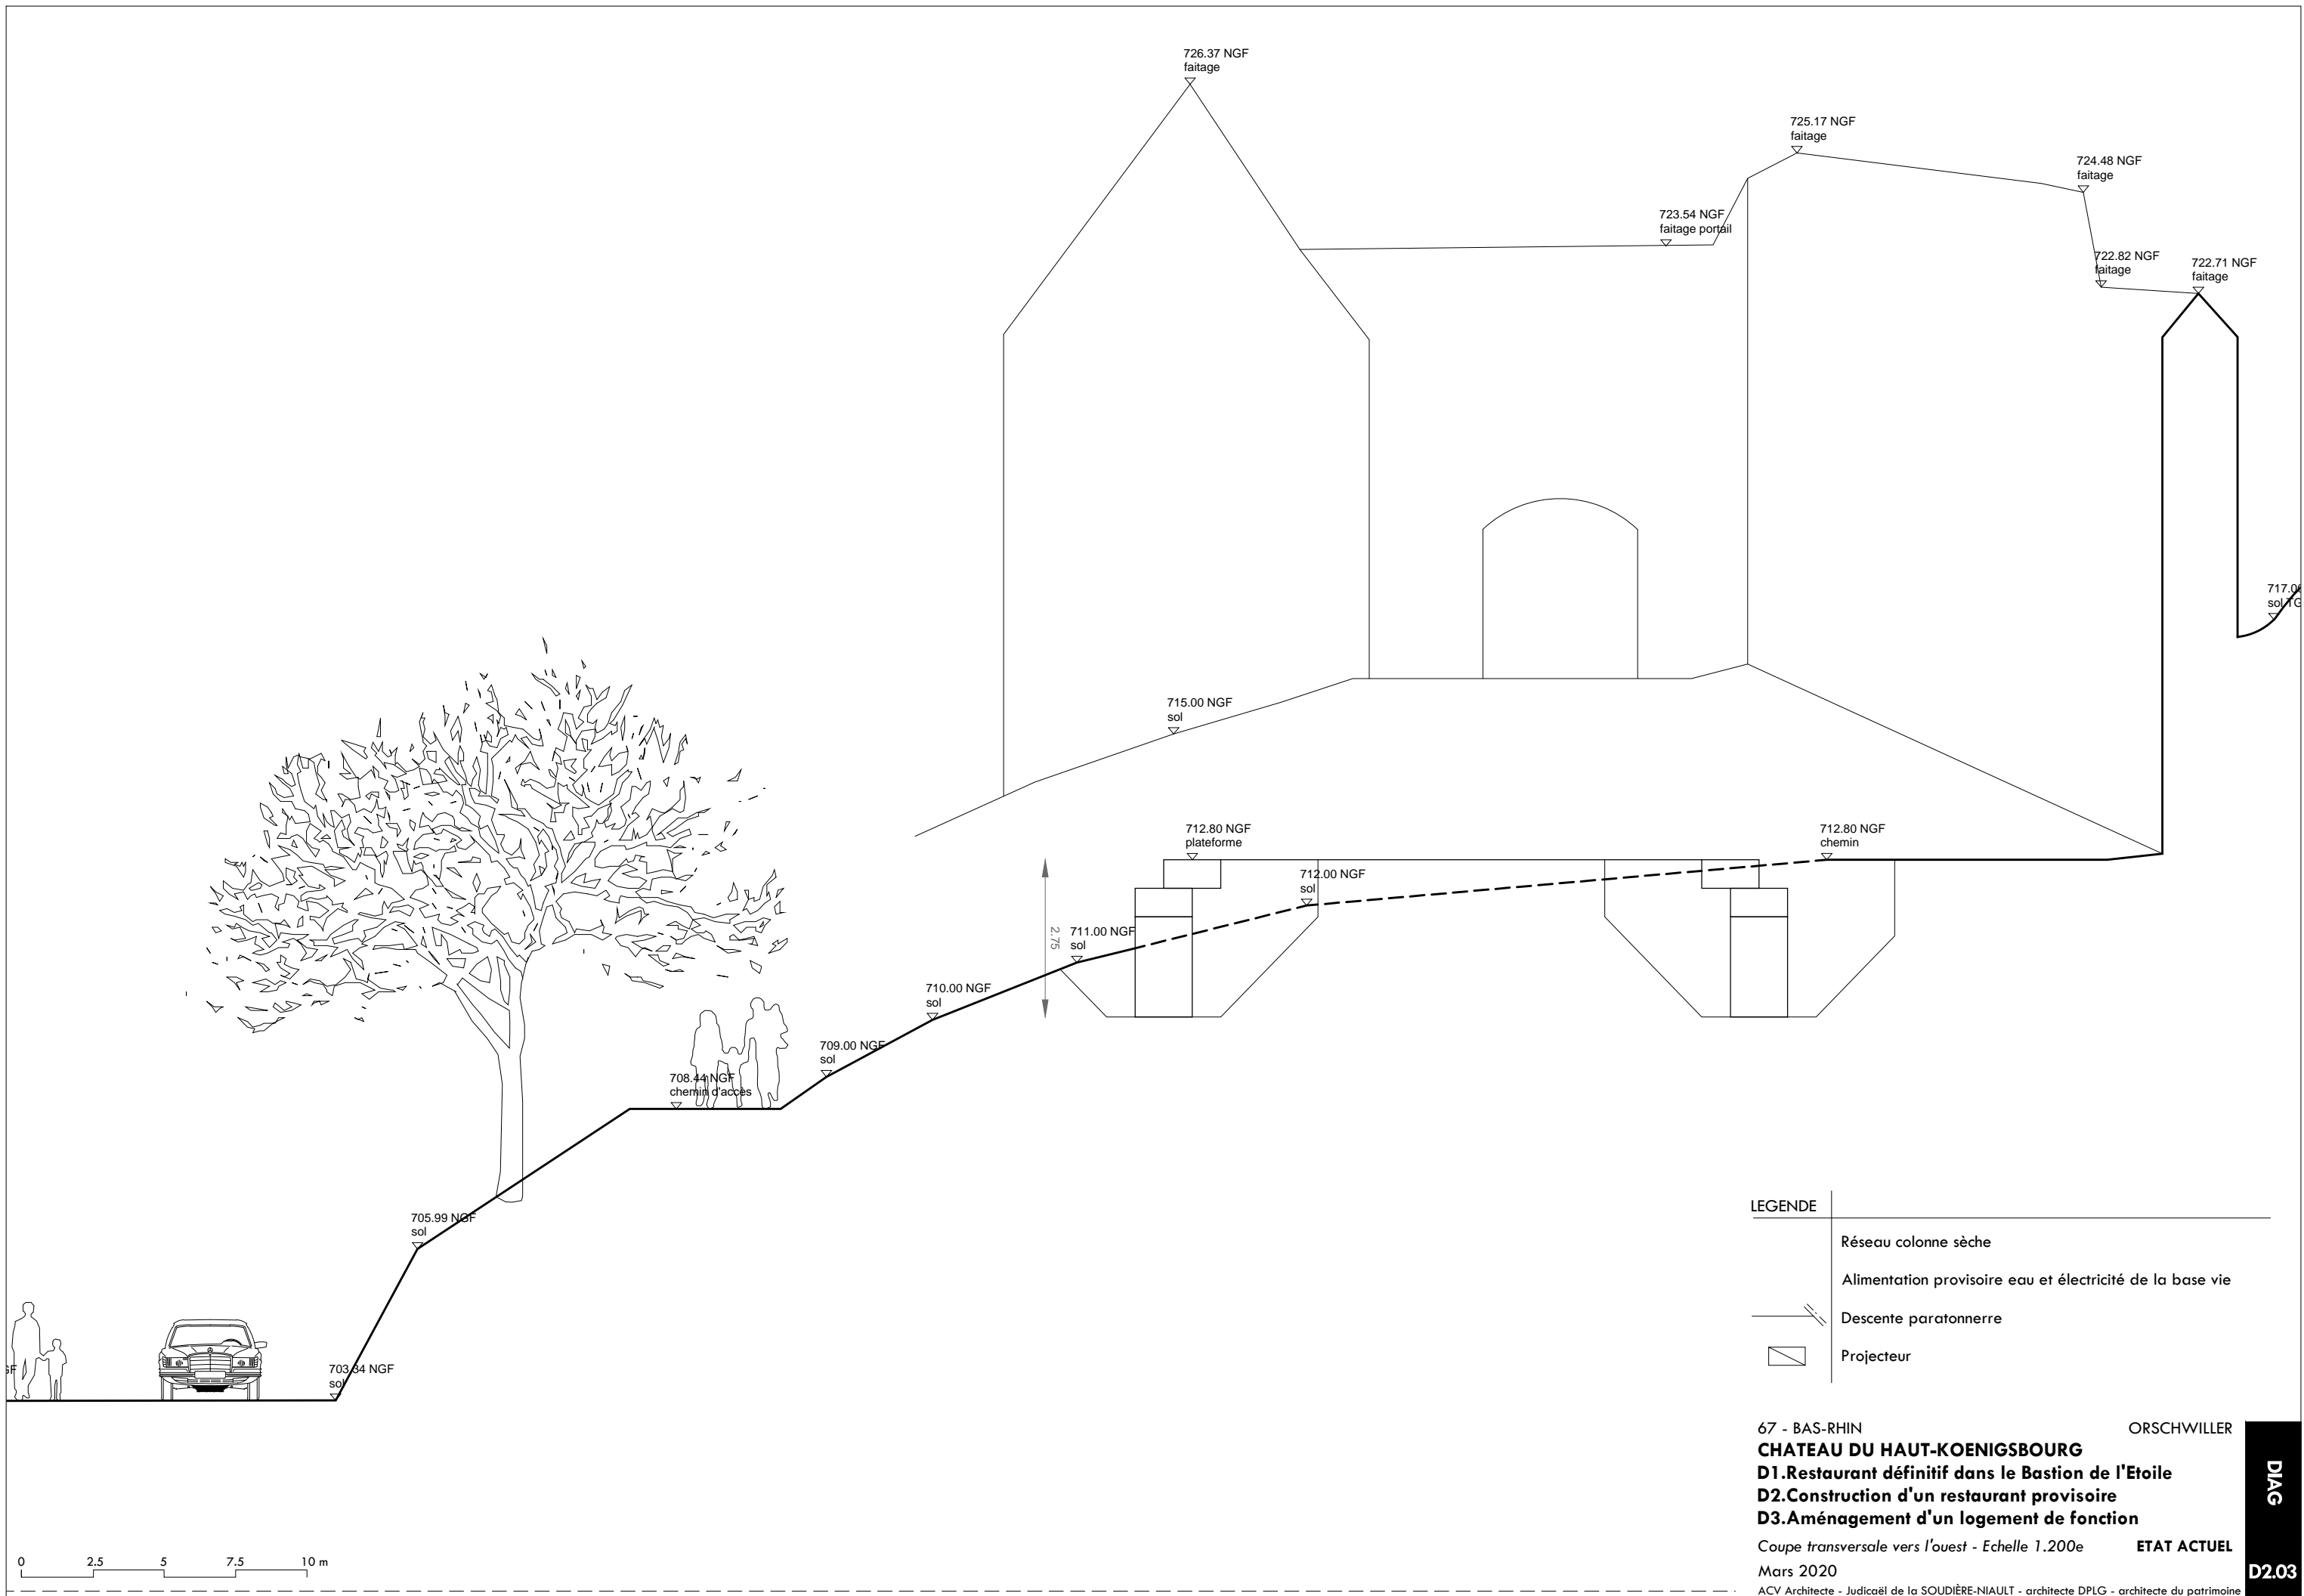 726.37 NGF
faitage
725.17 NGF
faitage
724.48 NGF
faitage
723.54 NGF
faitage portail
722.82 NGF
faitage
722.71 NGF
faitage
717.0
sol TG
715.00 NGF
sol
712.80 NGF
plateforme
712.80 NGF
chemin
712.00 NGF
sol
2.75
711.00 NGF
sol
710.00 NGF
sol
709.00 NGF
sol
708.44 NGF
chemin d'accès
705.99 NGF
sol
703.34 NGF
sol
GF
LEGENDE
Réseau colonne sèche
Alimentation provisoire eau et électricité de la base vie
Descente paratonnerre
Projecteur
67 - BAS-RHIN ORSCHWILLER
CHATEAU DU HAUT-KOENIGSBOURG
D1.Restaurant définitif dans le Bastion de l'Etoile
D2.Construction d'un restaurant provisoire
D3.Aménagement d'un logement de fonction
Coupe transversale vers l'ouest - Echelle 1.200e ETAT ACTUEL
Mars 2020
ACV Architecte - Judicaël de la SOUDIÈRE-NIAULT - architecte DPLG - architecte du patrimoine
DIAG
D2.03
0 2.5 5 7.5 10 m